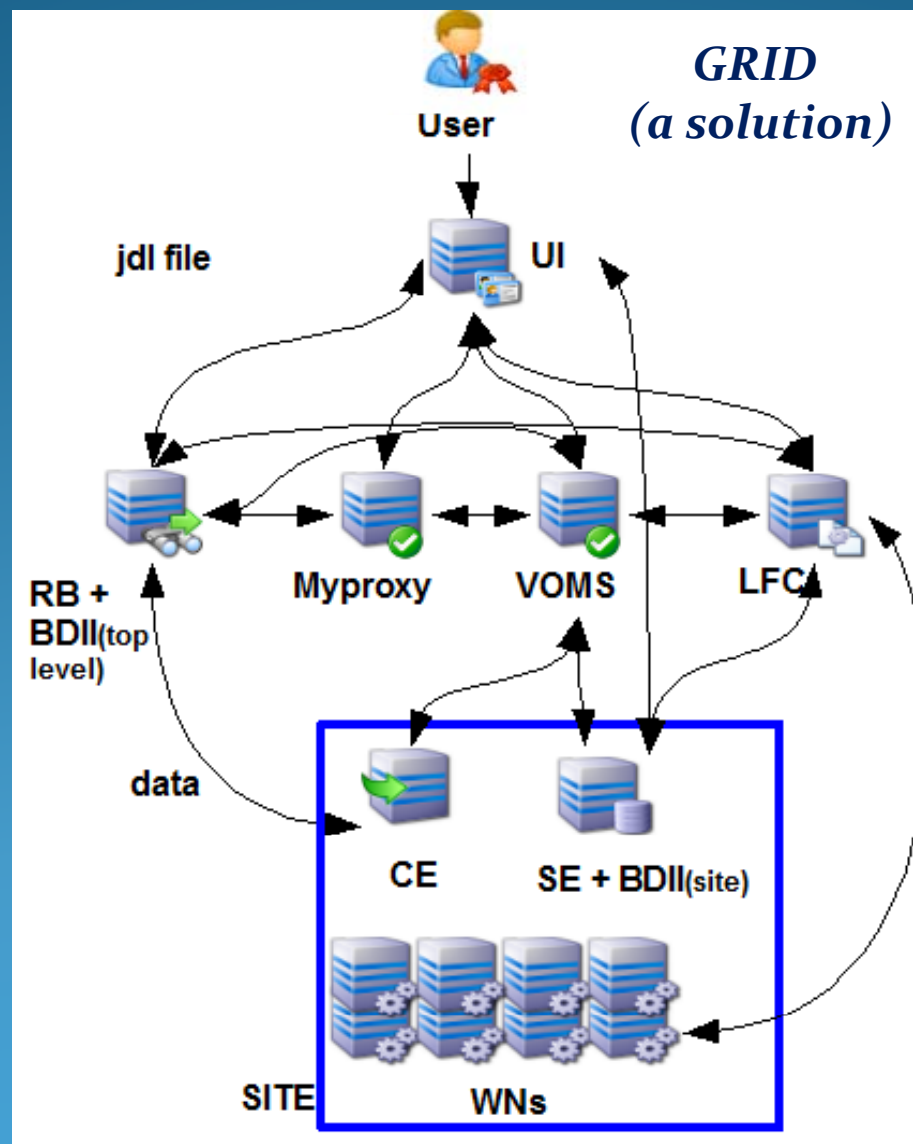 GRID
(a solution)
User
UI
jdl file
Myproxy
VOMS
LFC
RB +
BDII(top
level)
data
CE
SE + BDII(site)
SITE
WNs